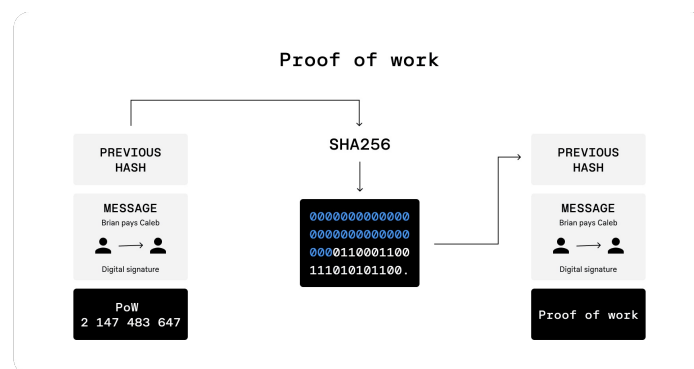 Proof of work
PREVIOUS
HASH
MESSAGE
Brian pays Caleb
Digital signature
PoW
2 147 483 647
SHA256
0000000000000
0000000000000
0000110001100
111010101100.
PREVIOUS
HASH
MESSAGE
Brian pays Caleb
Digital signature
Proof of work